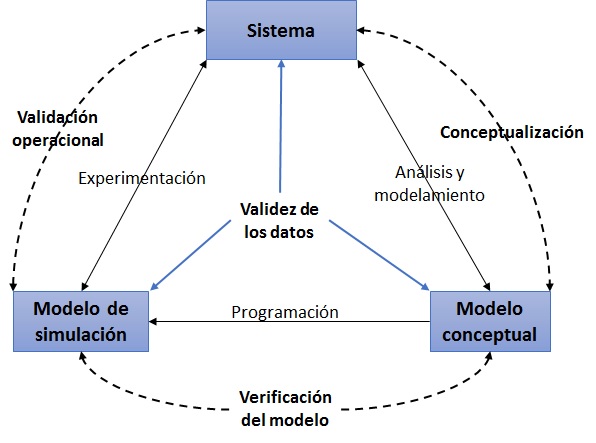 Sistema
Validación
operacional
Conceptualización
Experimentación
Análisis y
modelamiento
Validez de
los datos
Modelo de
simulación
Programación
Modelo
conceptual
Verificación
del modelo